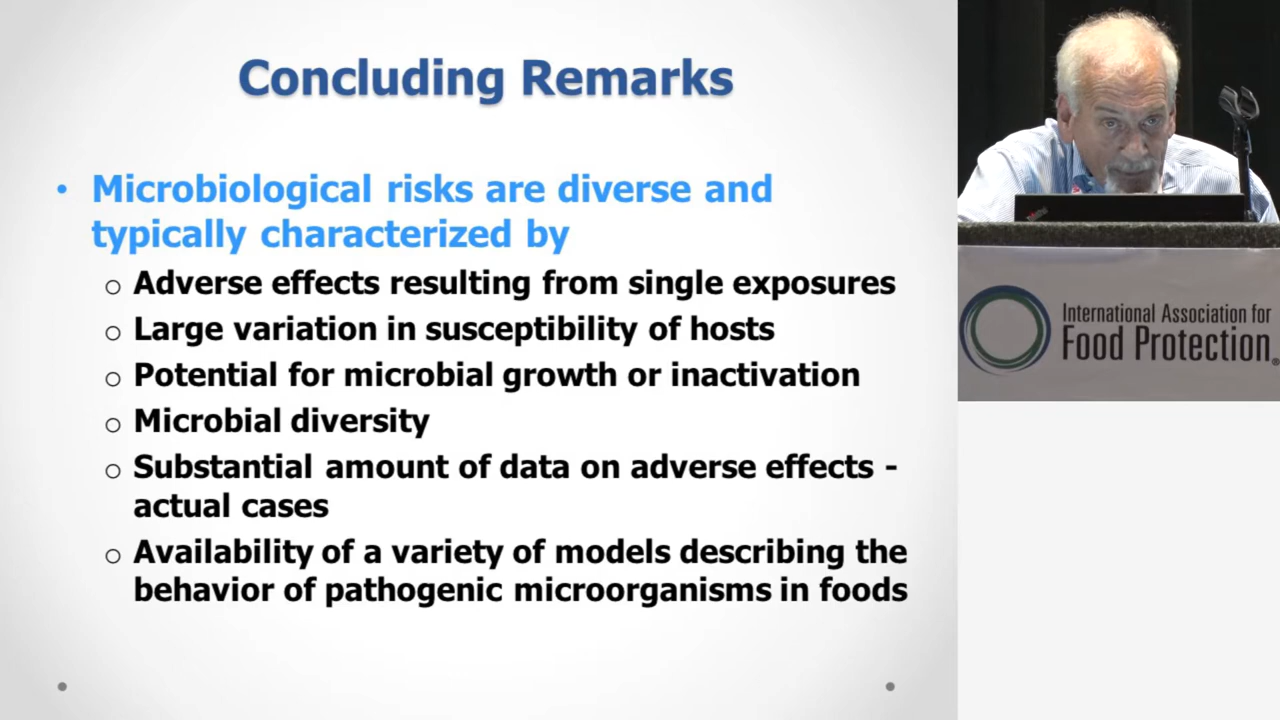 Concluding Remarks
• Microbiological risks are diverse and
typically characterized by
o Adverse effects resulting from single exposures
o Large variation in susceptibility of hosts
o Potential for microbial growth or inactivation
o Microbial diversity
o Substantial amount of data on adverse effects -
actual cases
o Availability of a variety of models describing the
behavior of pathogenic microorganisms in foods
International Association for
Food Protection®